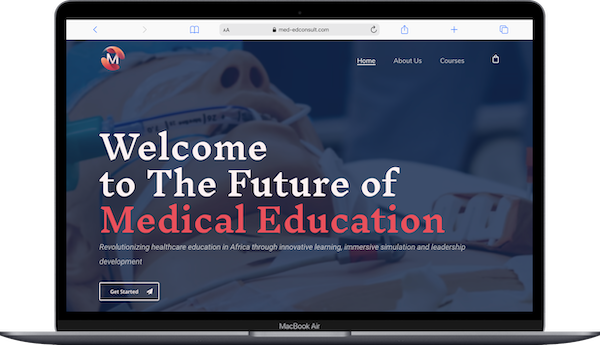 AA
med-edconsult.com
M
Home
About Us
Courses
Welcome
to The Future of
Medical Education
Revolutionizing healthcare education in Africa through innovative learning, immersive simulation and leadership
development
Get Started
MacBook Air